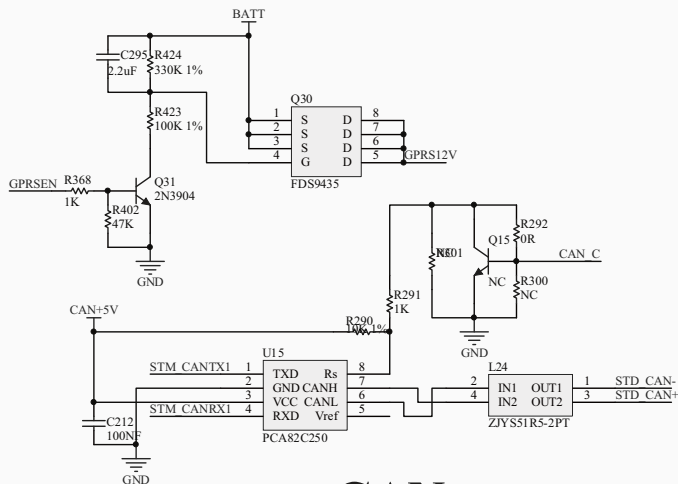 BATT
C295
2.2uF
R424
330K 1%
R423
100K 1%
Q30
1 S D 8
2 S D 7
3 S D 6
4 G D 5
GPRS12V
FDS9435
GPRSEN
R368
1K
Q31
2N3904
R402
47K
GND
R292
0R
Q15
CAN_C
NC
R300
NC
R291
1K
GND
CAN+5V
R290
10K 1%
U15
STM_CANTX1 1 TXD Rs 8
2 GND CANH 7
3 VCC CANL 6
STM_CANRX1 4 RXD Vref 5
PCA82C250
C212
100NF
GND
L24
2 IN1 OUT1 1 STD_CAN-
4 IN2 OUT2 3 STD_CAN+
ZJYS51R5-2PT